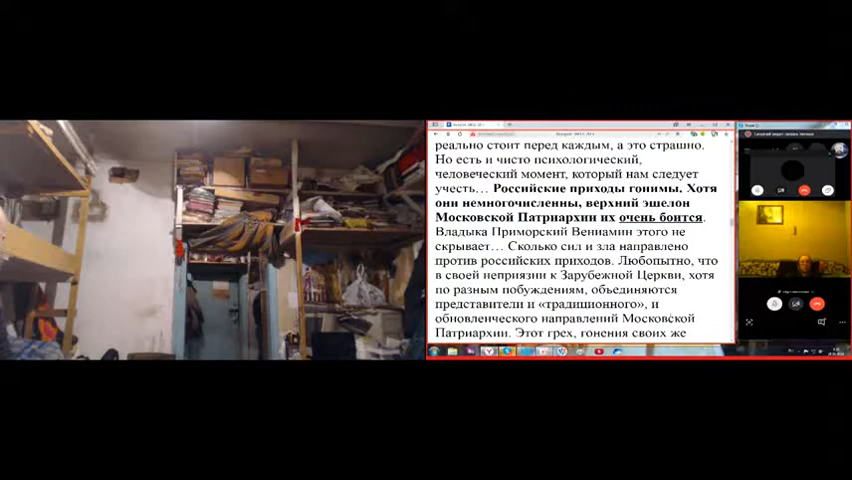 реально стоит перед каждым, а это страшно.
Но есть и чисто психологический,
человеческий момент, который нам следует
учесть… Российские приходы гонимы. Хотя
они немногочисленны, верхний эшелон
Московской Патриархии их очень боится.
Владыка Приморский Вениамин этого не
скрывает… Сколько сил и зла направлено
против российских приходов. Любопытно, что
в своей неприязни к Зарубежной Церкви, хотя
по разным побуждениям, объединяются
представители и «традиционного», и
обновленческого направлений Московской
Патриархии. Этот грех, гонения своих же